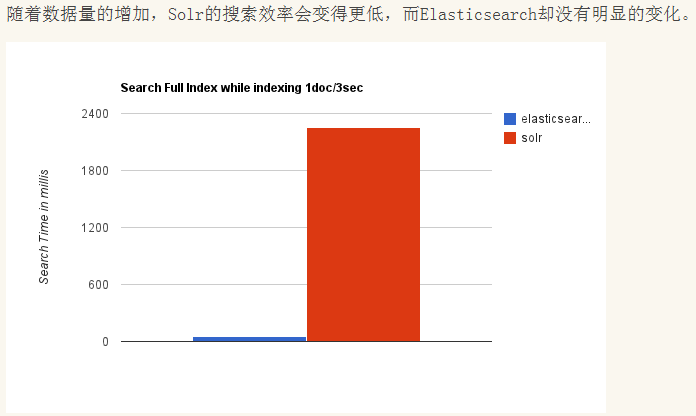 随着数据量的增加，Solr的搜索效率会变得更低，而Elasticsearch却没有明显的变化。
Search Full Index while indexing 1doc/3sec
2400
1800
1200
600
0
Search Time in millis
elasticsear...
solr